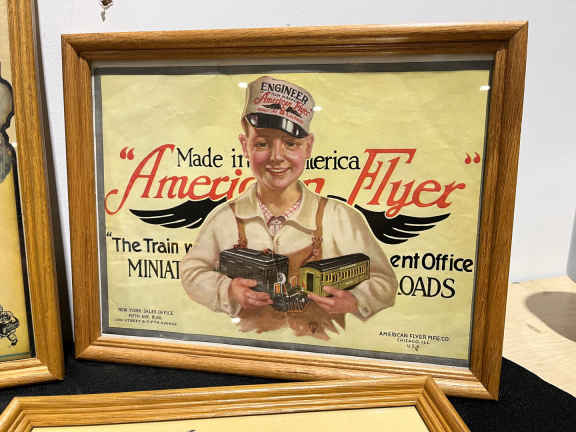 ENGINEER
American Flyer
Made in America
"American Flyer"
"The Train w
ent Office
MINIAT
OADS
NEW YORK SALES OFFICE
FIFTH AVE. BLDG.
AMERICAN FLYER MFG. CO.
CHICAGO, ILL.
U.S.A.